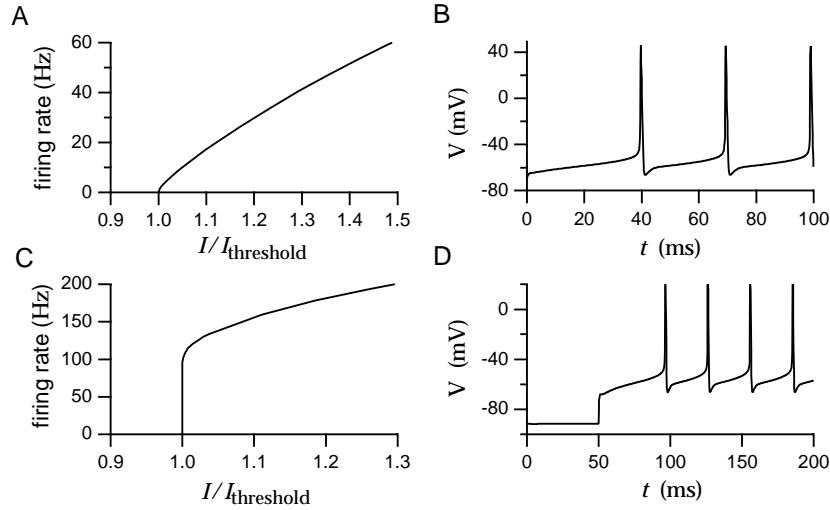 A
firing rate (Hz)
60
40
20
0
0.9 1.0 1.1 1.2 1.3 1.4 1.5
I/Ithreshold
B
V (mV)
40
0
-40
-80
0 20 40 60 80 100
t (ms)
C
firing rate (Hz)
200
150
100
50
0
0.9 1.0 1.1 1.2 1.3
I/Ithreshold
D
V (mV)
0
-40
-80
0 50 100 150 200
t (ms)